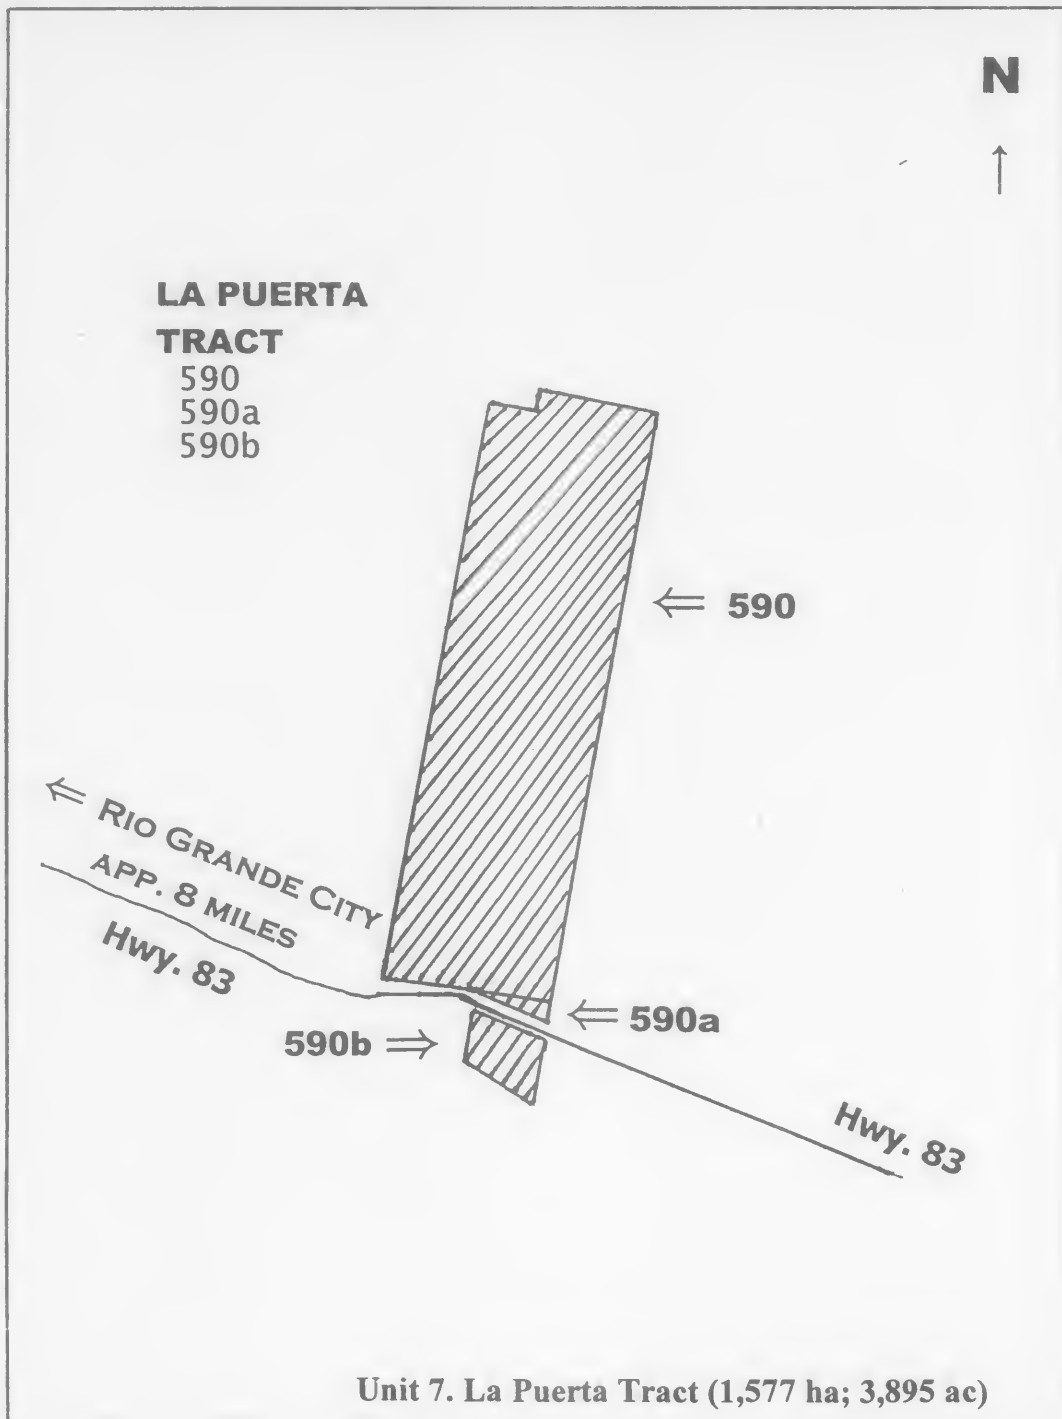 N
LA PUERTA
TRACT
590
590a
590b
590
RIO GRANDE CITY
APP. 8 MILES
Hwy. 83
590a
590b
Hwy. 83
Unit 7. La Puerta Tract (1,577 ha; 3,895 ac)